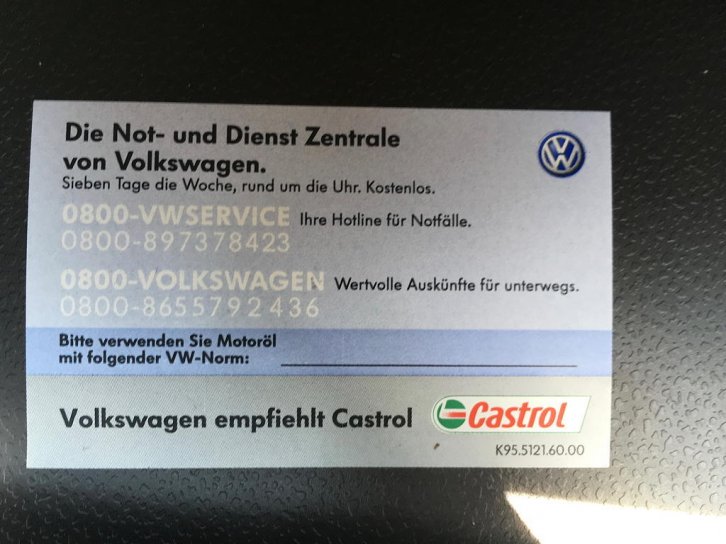 Die Not- und Dienst Zentrale
von Volkswagen.
Sieben Tage die Woche, rund um die Uhr. Kostenlos.
0800-VWSERVICE Ihre Hotline für Notfälle.
0800-897378423
0800-VOLKSWAGEN Wertvolle Auskünfte für unterwegs.
0800-8655792 436
Bitte verwenden Sie Motoröl
mit folgender VW-Norm:
Volkswagen empfiehlt Castrol
Castrol
K95.5121.60.00